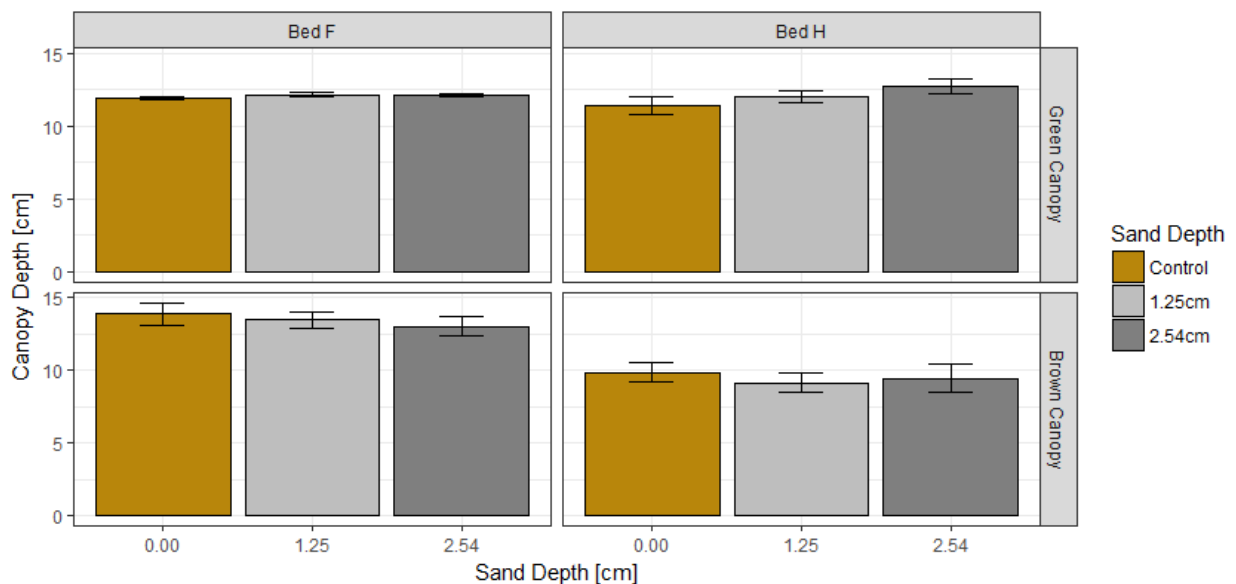 Bed F
Bed H
15
10
5
0
Green Canopy
15
10
5
0
Brown Canopy
Canopy Depth [cm]
0.00
1.25
2.54
0.00
1.25
2.54
Sand Depth [cm]
Sand Depth
Control
1.25cm
2.54cm